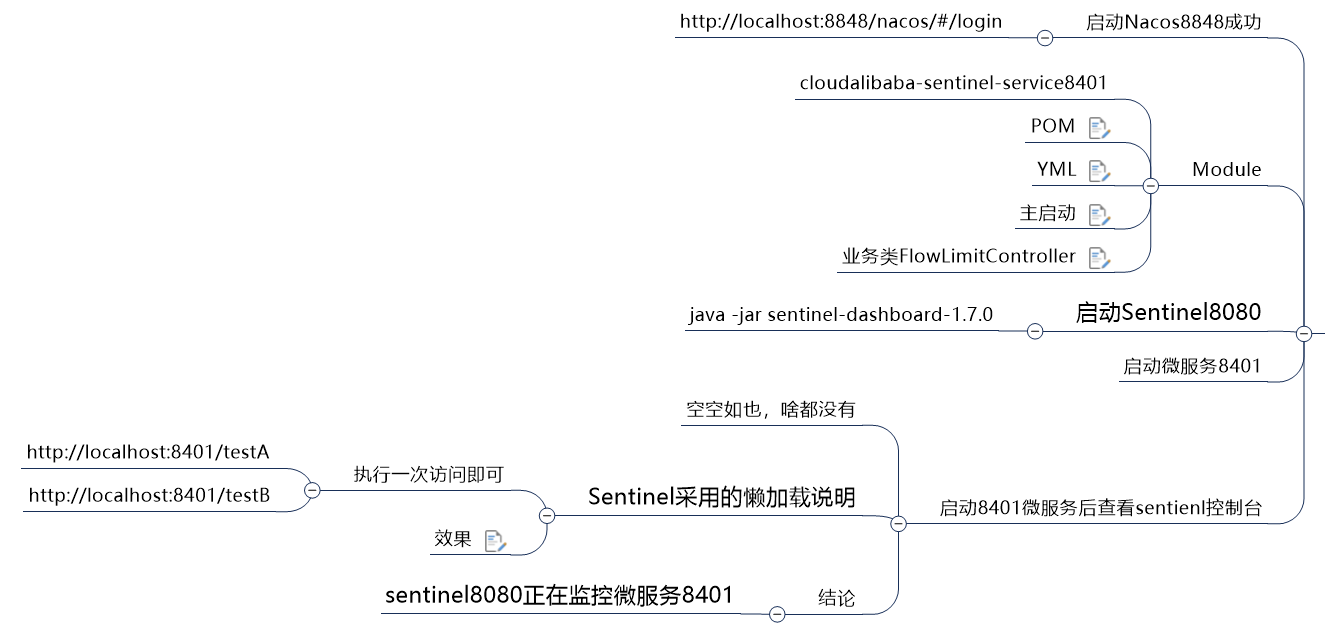 启动Nacos8848成功
http://localhost:8848/nacos/#/login
Module
cloudalibaba-sentinel-service8401
POM
YML
主启动
业务类FlowLimitController
启动Sentinel8080
java -jar sentinel-dashboard-1.7.0
启动微服务8401
启动8401微服务后查看sentienl控制台
空空如也，啥都没有
Sentinel采用的懒加载说明
执行一次访问即可
http://localhost:8401/testA
http://localhost:8401/testB
效果
结论
sentinel8080正在监控微服务8401